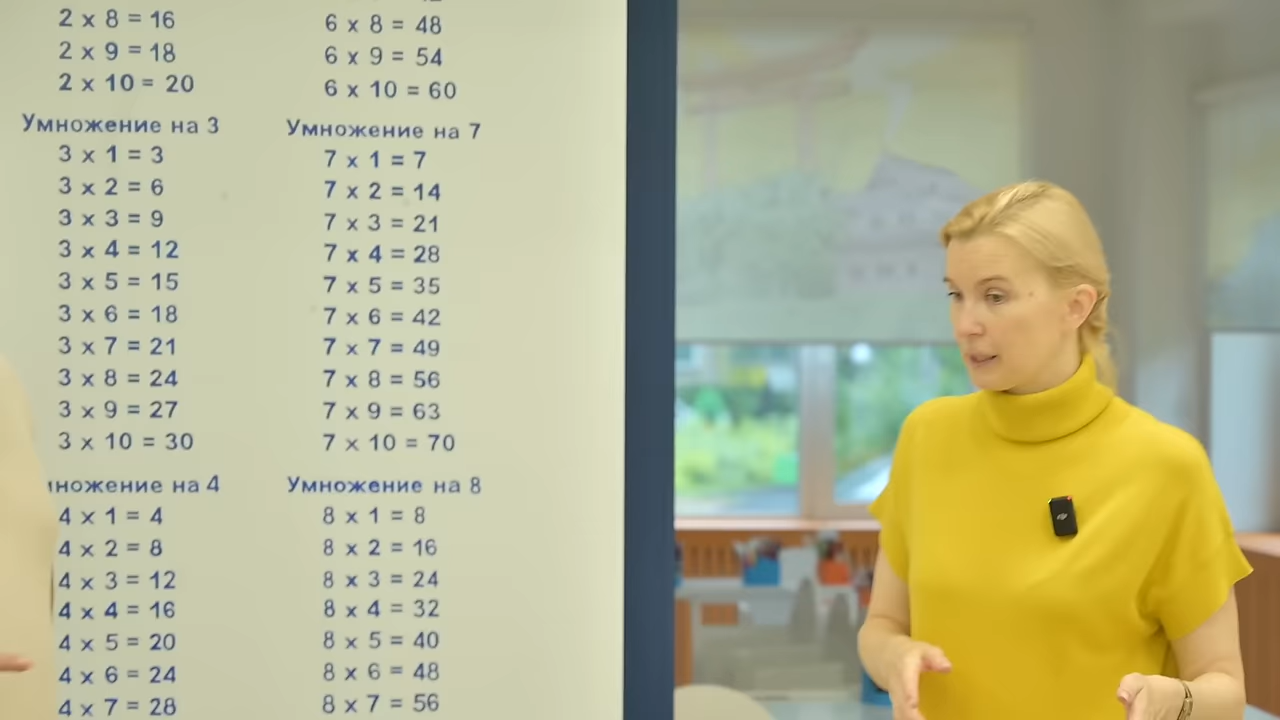 2 x 8 = 16
2 x 9 = 18
2 x 10 = 20
Умножение на 3
3 x 1 = 3
3 x 2 = 6
3 x 3 = 9
3 x 4 = 12
3 x 5 = 15
3 x 6 = 18
3 x 7 = 21
3 x 8 = 24
3 x 9 = 27
3 x 10 = 30
ножение на 4
4 x 1 = 4
4 x 2 = 8
4 x 3 = 12
4 x 4 = 16
4 x 5 = 20
4 x 6 = 24
4 x 7 = 28
6 x 8 = 48
6 x 9 = 54
6 x 10 = 60
Умножение на 7
7 x 1 = 7
7 x 2 = 14
7 x 3 = 21
7 x 4 = 28
7 x 5 = 35
7 x 6 = 42
7 x 7 = 49
7 x 8 = 56
7 x 9 = 63
7 x 10 = 70
Умножение на 8
8 x 1 = 8
8 x 2 = 16
8 x 3 = 24
8 x 4 = 32
8 x 5 = 40
8 x 6 = 48
8 x 7 = 56